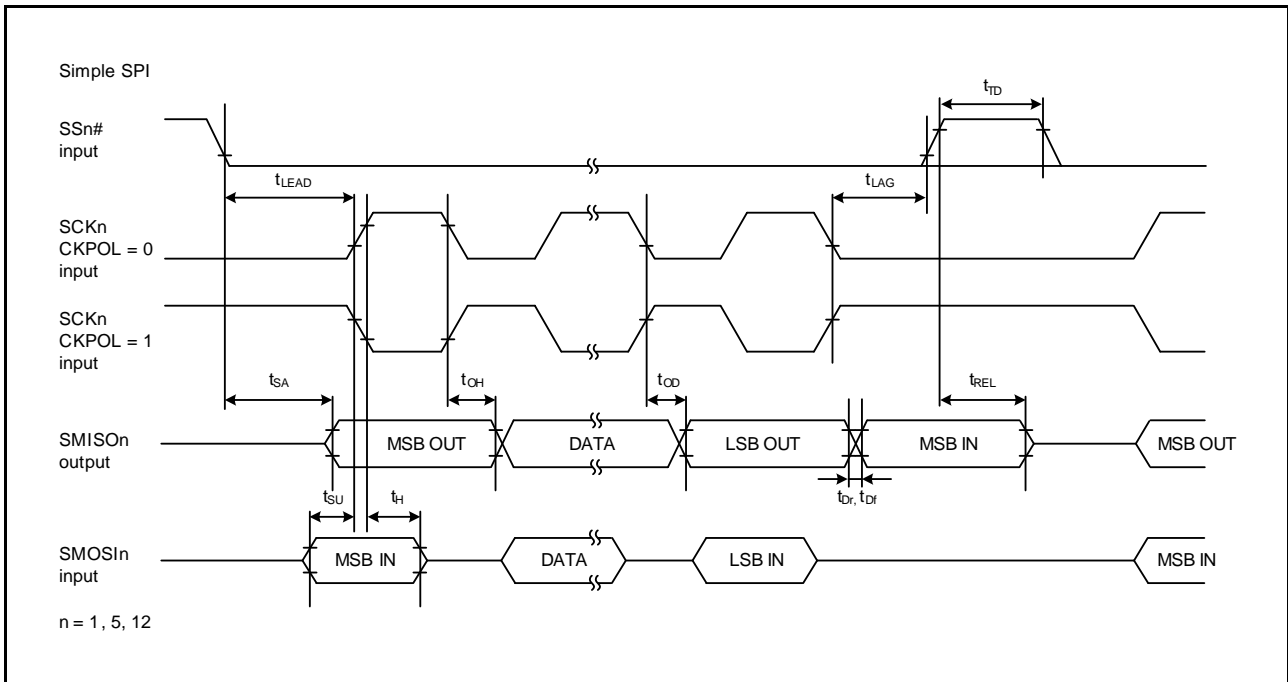 Simple SPI
tTD
SSn#
input
tLEAD
tLAG
SCKn
CKPOL = 0
input
SCKn
CKPOL = 1
input
tSA
tOH
tOD
tREL
SMISOn
output
MSB OUT
DATA
LSB OUT
MSB IN
MSB OUT
tSU
tH
tDr, tDf
SMOSIn
input
MSB IN
DATA
LSB IN
MSB IN
n = 1, 5, 12